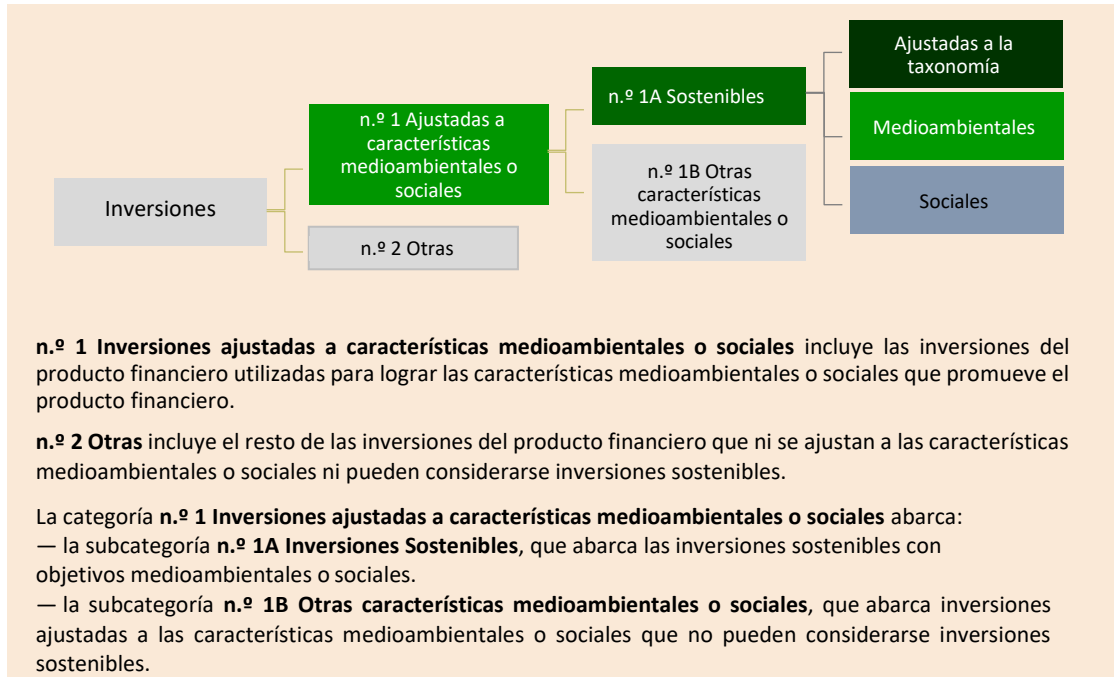 Inversiones
n.º 1 Ajustadas a
características
medioambientales o
sociales
n.º 2 Otras
n.º 1A Sostenibles
n.º 1B Otras
características
medioambientales o
sociales
Ajustadas a la
taxonomía
Medioambientales
Sociales
n.º 1 Inversiones ajustadas a características medioambientales o sociales incluye las inversiones del
producto financiero utilizadas para lograr las características medioambientales o sociales que promueve el
producto financiero.
n.º 2 Otras incluye el resto de las inversiones del producto financiero que ni se ajustan a las características
medioambientales o sociales ni pueden considerarse inversiones sostenibles.
La categoría n.º 1 Inversiones ajustadas a características medioambientales o sociales abarca:
— la subcategoría n.º 1A Inversiones Sostenibles, que abarca las inversiones sostenibles con
objetivos medioambientales o sociales.
— la subcategoría n.º 1B Otras características medioambientales o sociales, que abarca inversiones
ajustadas a las características medioambientales o sociales que no pueden considerarse inversiones
sostenibles.